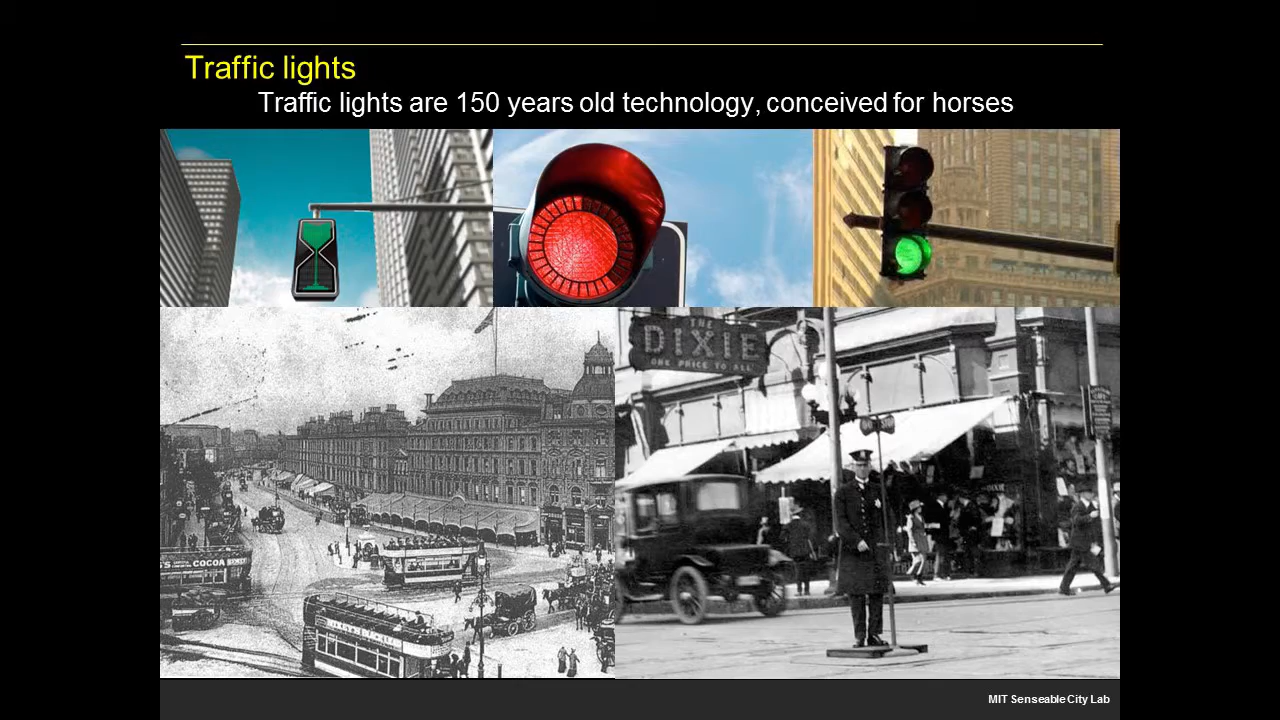 Traffic lights
Traffic lights are 150 years old technology, conceived for horses
THE
DIXIE
ONE PRICE TO ALL
COCOA
MIT Senseable City Lab